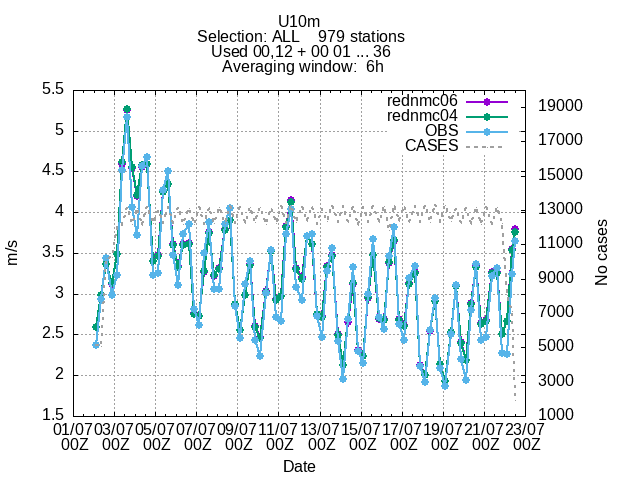 U10m
Selection: ALL    979 stations
Used 00,12 + 00 01 ... 36
Averaging window:  6h
rednmc06
rednmc04
OBS
CASES
5.5
5
4.5
4
3.5
3
2.5
2
1.5
19000
17000
15000
13000
11000
9000
7000
5000
3000
1000
m/s
No cases
01/07 03/07 05/07 07/07 09/07 11/07 13/07 15/07 17/07 19/07 21/07 23/07
00Z 00Z 00Z 00Z 00Z 00Z 00Z 00Z 00Z 00Z 00Z 00Z
Date